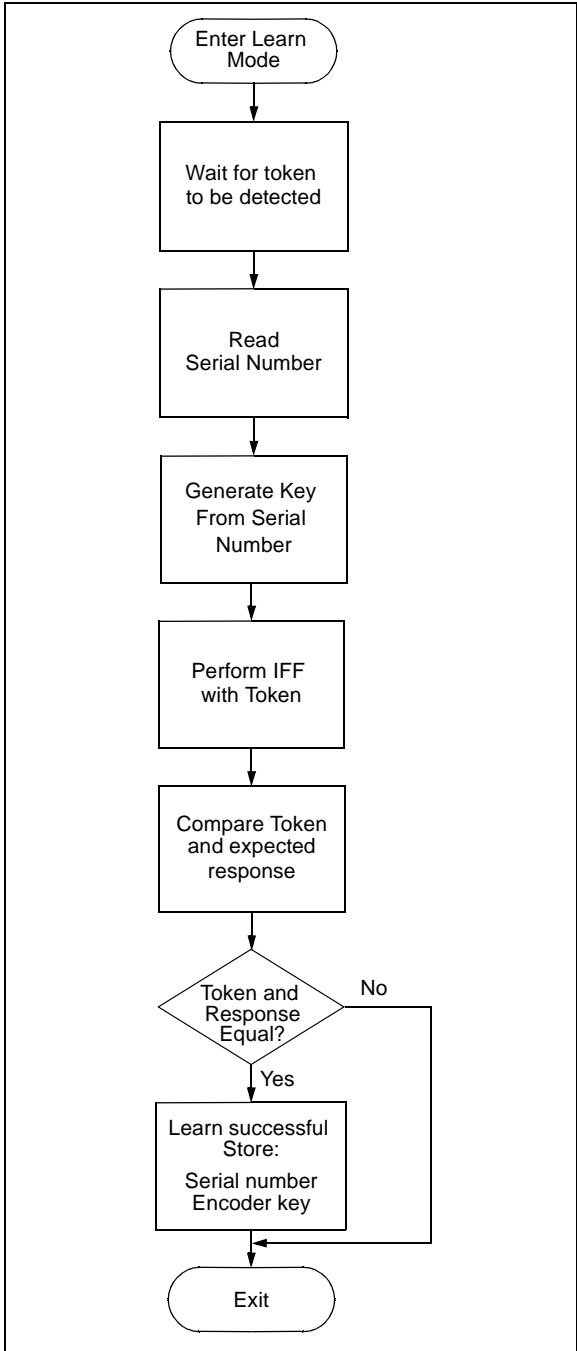 Enter Learn
Mode
Wait for token
to be detected
Read
Serial Number
Generate Key
From Serial
Number
Perform IFF
with Token
Compare Token
and expected
response
Token and
Response
Equal?
No
Yes
Learn successful
Store:
Serial number
Encoder key
Exit